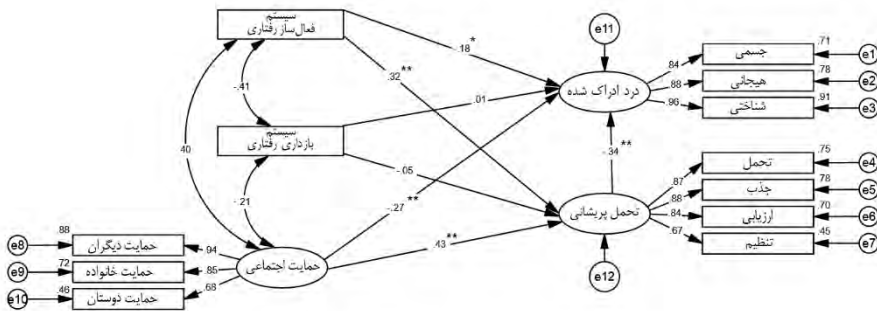 سیستم
فعال‌ساز رفتاری
سیستم
بازداری رفتاری
حمایت اجتماعی
حمایت دیگران
حمایت خانواده
حمایت دوستان
درد ادراک شده
تحمل پریشانی
جسمی
هیجانی
شناختی
تحمل
جذب
ارزیابی
تنظیم
e11
e12
e1
e2
e3
e4
e5
e6
e7
e8
e9
e10
-.18*
.32**
.01
-.05
-.27**
.43**
-.34**
-.41
-.21
.40
.84
.88
.96
.71
.78
.91
.87
.88
.84
.67
.75
.78
.70
.45
.94
.85
.68
.88
.72
.46